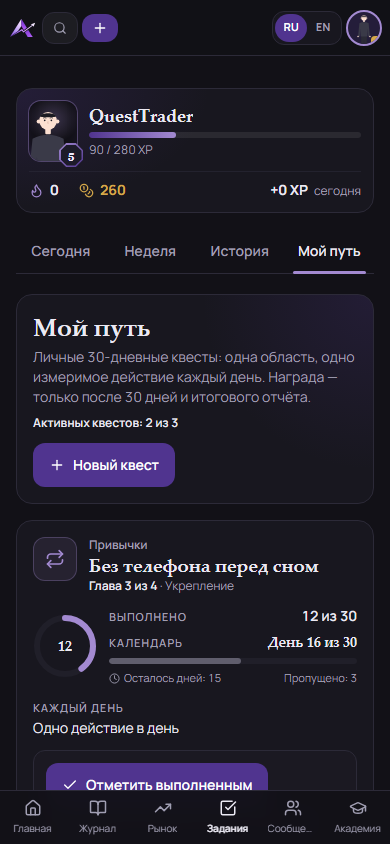 RU EN
QuestTrader
90 / 280 XP
5
0 260 +0 XP сегодня
Сегодня Неделя История Мой путь
Мой путь
Личные 30-дневные квесты: одна область, одно
измеримое действие каждый день. Награда —
только после 30 дней и итогового отчёта.
Активных квестов: 2 из 3
Новый квест
Привычки
Без телефона перед сном
Глава 3 из 4 · Укрепление
12
ВЫПОЛНЕНО 12 из 30
КАЛЕНДАРЬ День 16 из 30
Осталось дней: 15 Пропущено: 3
КАЖДЫЙ ДЕНЬ
Одно действие в день
Отметить выполненным
Главная Журнал Рынок Задания Сообще... Академия